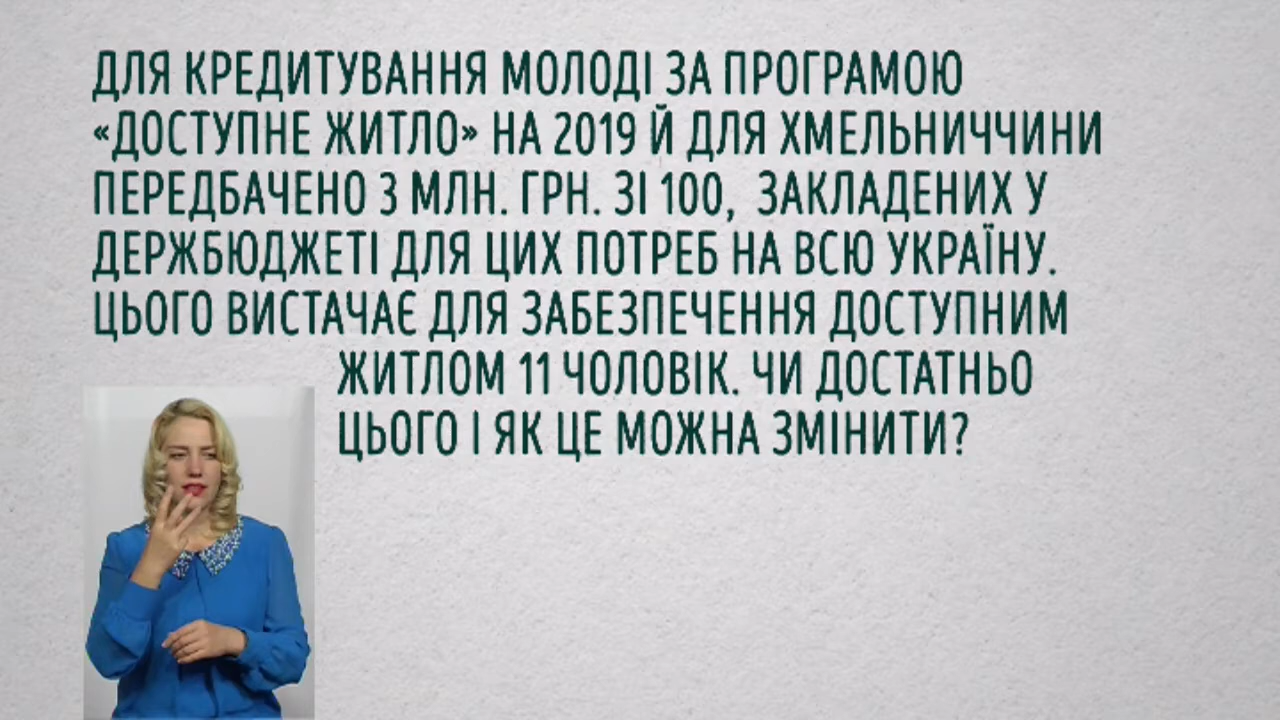 ДЛЯ КРЕДИТУВАННЯ МОЛОДІ ЗА ПРОГРАМОЮ
«ДОСТУПНЕ ЖИТЛО» НА 2019 Й ДЛЯ ХМЕЛЬНИЧЧИНИ
ПЕРЕДБАЧЕНО 3 МЛН. ГРН. ЗІ 100, ЗАКЛАДЕНИХ У
ДЕРЖБЮДЖЕТІ ДЛЯ ЦИХ ПОТРЕБ НА ВСЮ УКРАЇНУ.
ЦЬОГО ВИСТАЧАЄ ДЛЯ ЗАБЕЗПЕЧЕННЯ ДОСТУПНИМ
ЖИТЛОМ 11 ЧОЛОВІК. ЧИ ДОСТАТНЬО
ЦЬОГО І ЯК ЦЕ МОЖНА ЗМІНИТИ?